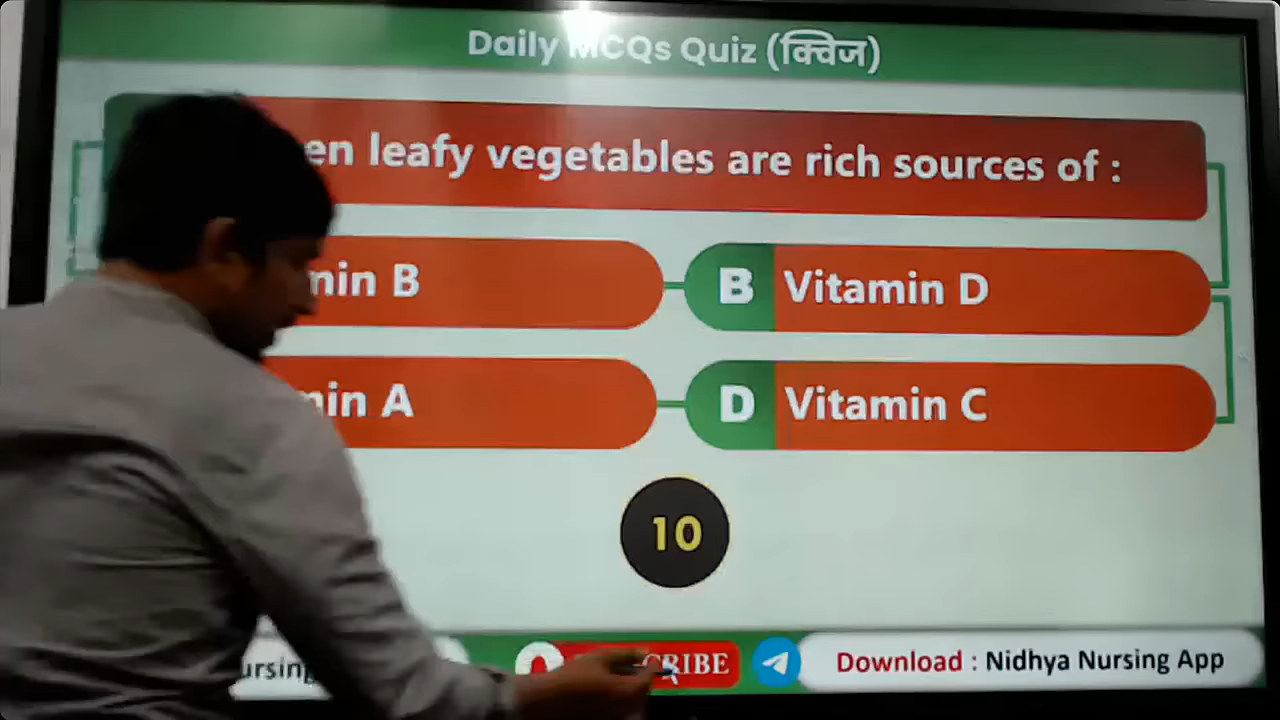 Daily MCQs Quiz (क्विज)
en leafy vegetables are rich sources of :
min B
B Vitamin D
min A
D Vitamin C
10
ursing
Download : Nidhya Nursing App